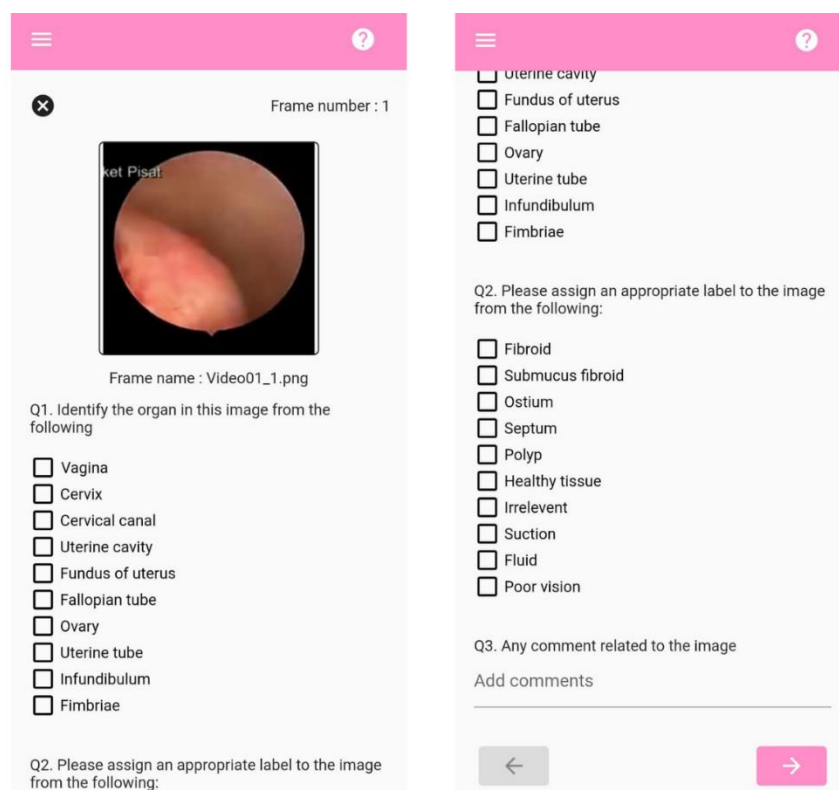 Frame number : 1
ket Pisat
Frame name : Video01_1.png
Q1. Identify the organ in this image from the
following
Vagina
Cervix
Cervical canal
Uterine cavity
Fundus of uterus
Fallopian tube
Ovary
Uterine tube
Infundibulum
Fimbriae
Q2. Please assign an appropriate label to the image
from the following:
Uterine cavity
Fundus of uterus
Fallopian tube
Ovary
Uterine tube
Infundibulum
Fimbriae
Q2. Please assign an appropriate label to the image
from the following:
Fibroid
Submucus fibroid
Ostium
Septum
Polyp
Healthy tissue
Irrelevent
Suction
Fluid
Poor vision
Q3. Any comment related to the image
Add comments